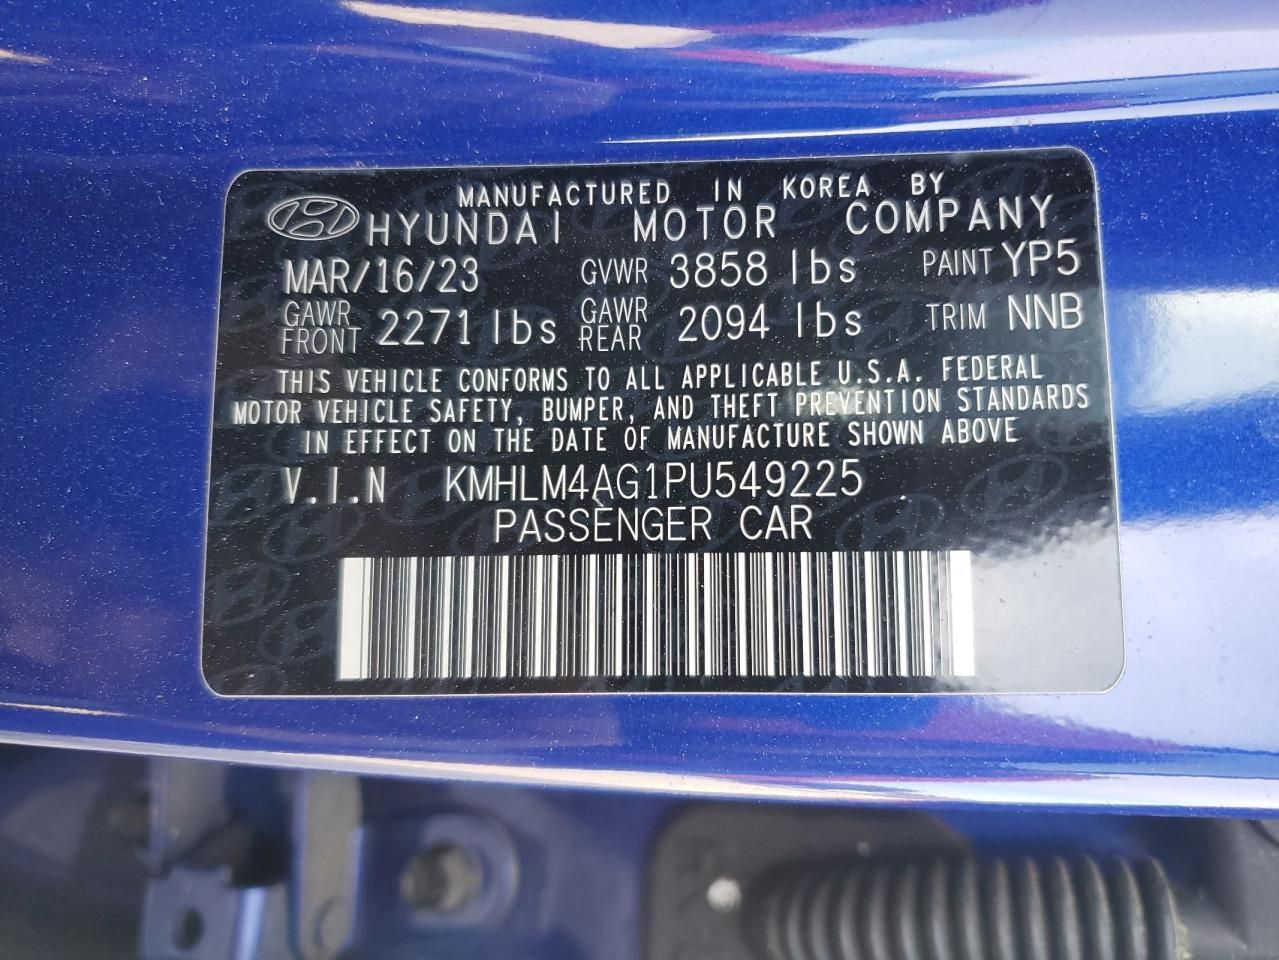 MANUFACTURED IN KOREA BY
HYUNDAI MOTOR COMPANY
MAR/16/23 GVWR 3858 lbs PAINT YP5
GAWR FRONT 2271 lbs GAWR REAR 2094 lbs TRIM NNB
THIS VEHICLE CONFORMS TO ALL APPLICABLE U.S.A. FEDERAL
MOTOR VEHICLE SAFETY, BUMPER, AND THEFT PREVENTION STANDARDS
IN EFFECT ON THE DATE OF MANUFACTURE SHOWN ABOVE
V.I.N KMHLM4AG1PU549225
PASSENGER CAR